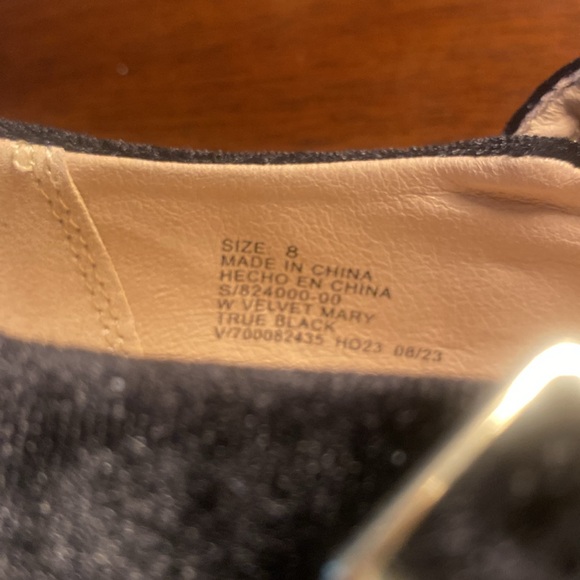 SIZE: 8
MADE IN CHINA
HECHO EN CHINA
S/824000-00
W VELVET MARY
TRUE BLACK
V/700082435 HO23 08/23